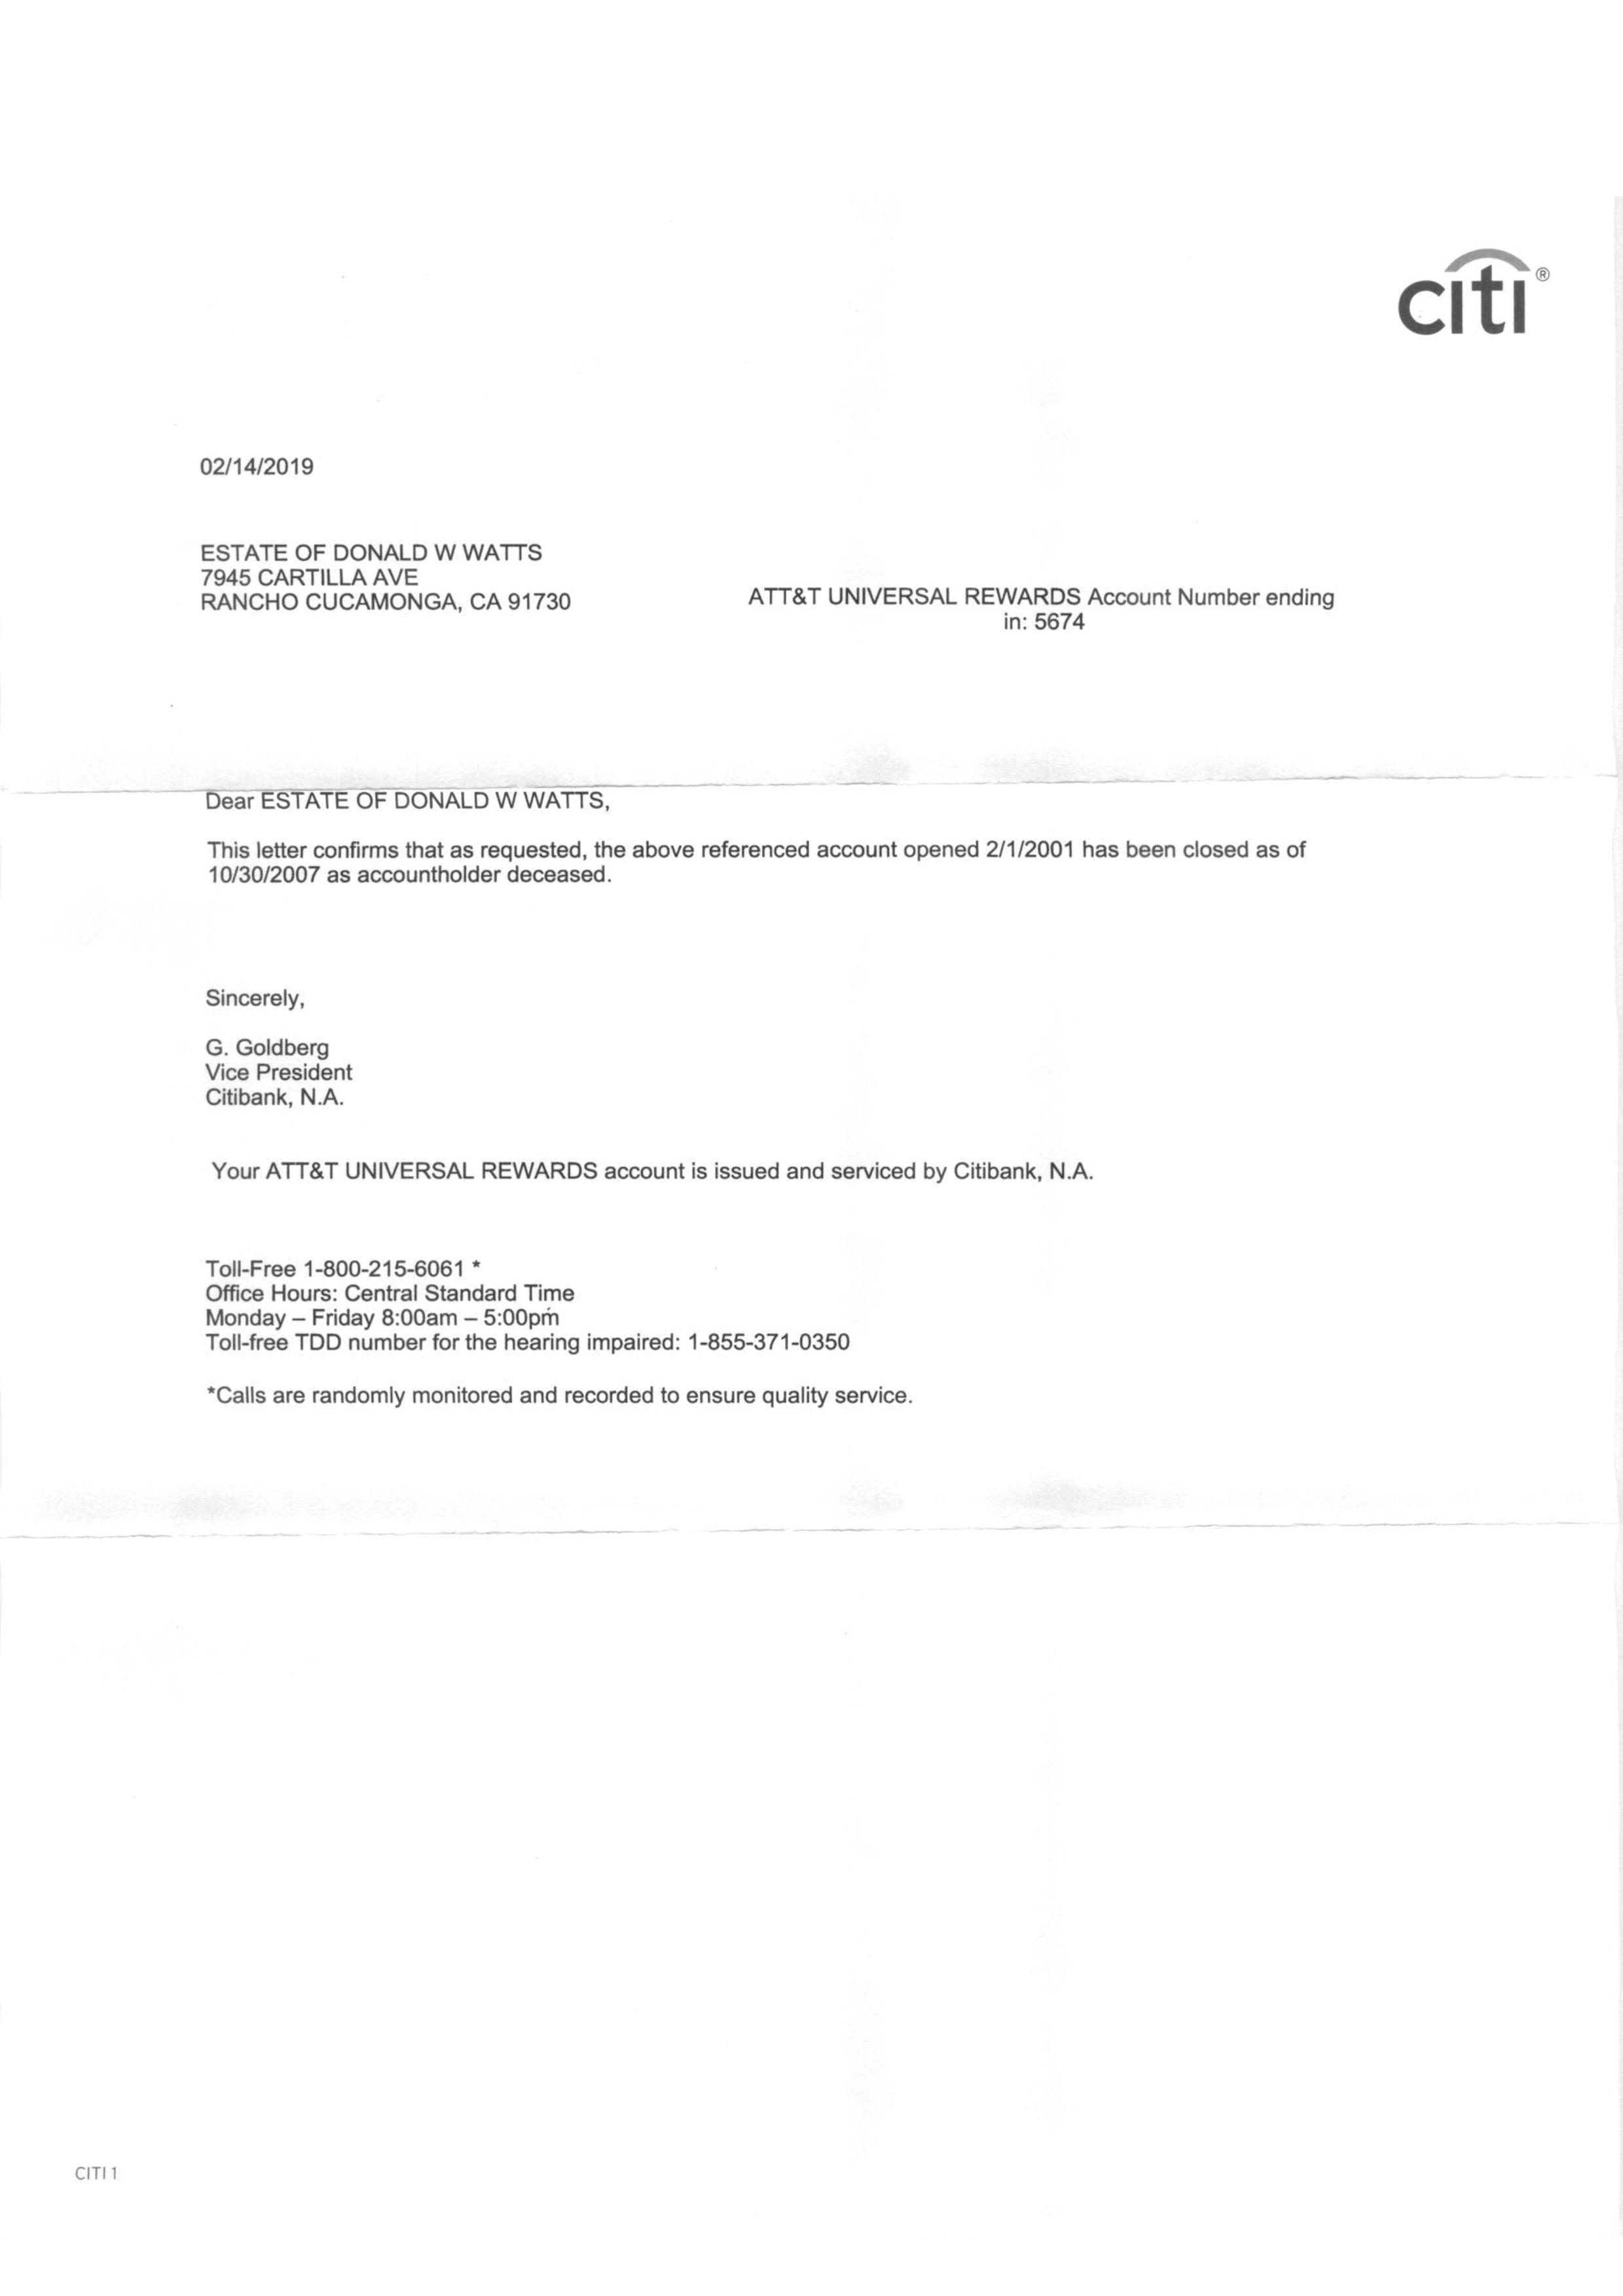 citi®
02/14/2019
ESTATE OF DONALD W WATTS
7945 CARTILLA AVE
RANCHO CUCAMONGA, CA 91730
ATT&T UNIVERSAL REWARDS Account Number ending
in: 5674
Dear ESTATE OF DONALD W WATTS,
This letter confirms that as requested, the above referenced account opened 2/1/2001 has been closed as of
10/30/2007 as accountholder deceased.
Sincerely,
G. Goldberg
Vice President
Citibank, N.A.
Your ATT&T UNIVERSAL REWARDS account is issued and serviced by Citibank, N.A.
Toll-Free 1-800-215-6061 *
Office Hours: Central Standard Time
Monday – Friday 8:00am – 5:00pm
Toll-free TDD number for the hearing impaired: 1-855-371-0350
*Calls are randomly monitored and recorded to ensure quality service.
CITI 1